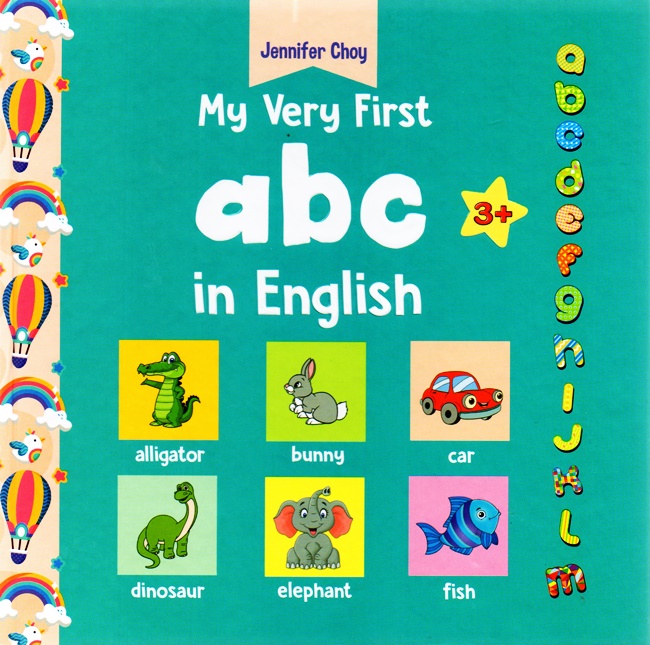 Jennifer Choy
My Very First
abc
in English
3+
alligator
bunny
car
dinosaur
elephant
fish
a
b
c
d
e
f
g
h
i
j
k
l
m